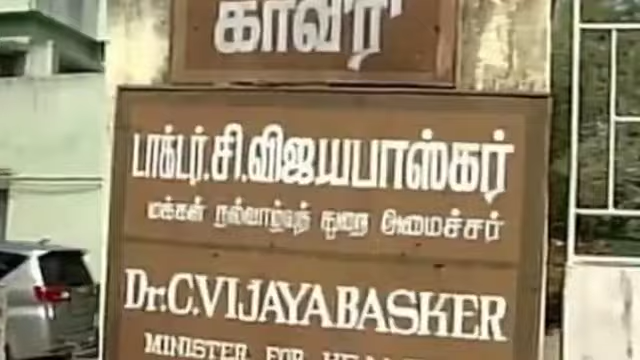 காவேரி
டாக்டர்.சி.விஜயபாஸ்கர்
மக்கள் நல்வாழ்வுத் துறை அமைச்சர்
Dr.C.VIJAYABASKER
MINISTER FOR